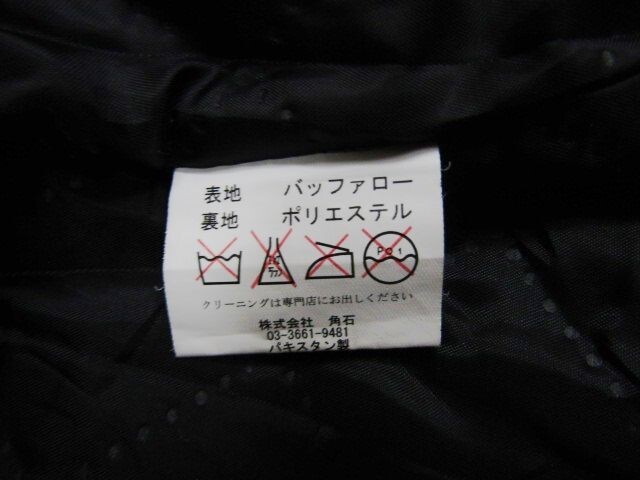 表地　バッファロー
裏地　ポリエステル
クリーニングは専門店にお出しください
株式会社　角石
03-3661-9481
パキスタン製